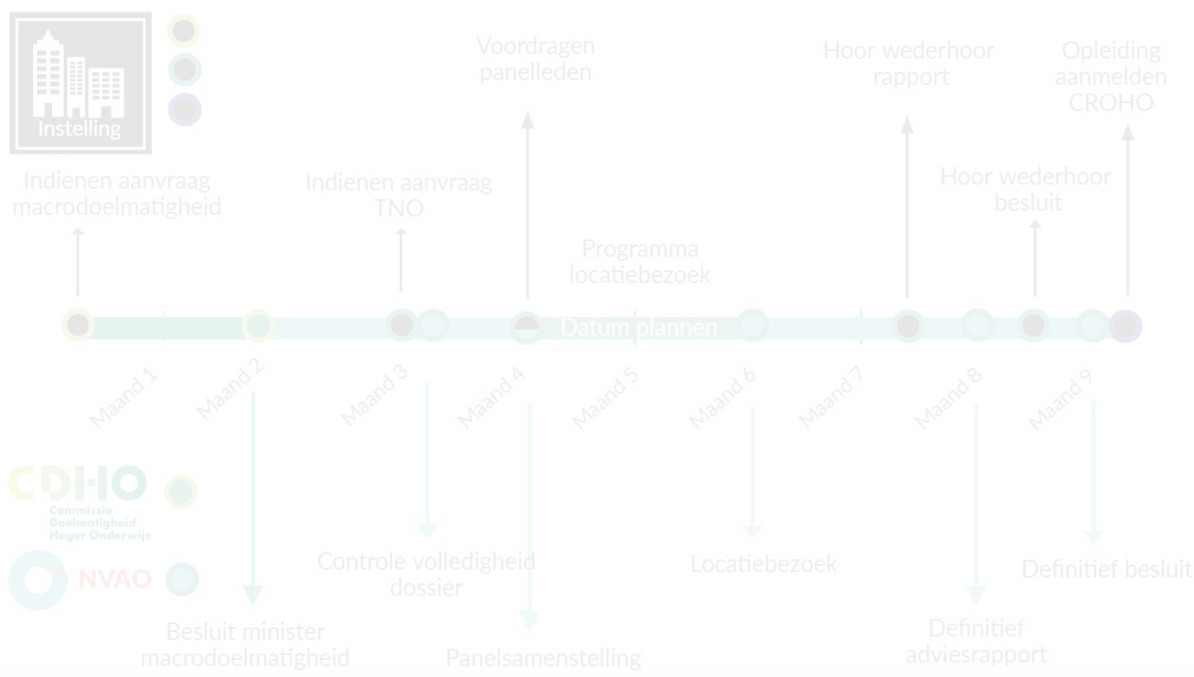 Instelling
Voordragen
panelleden
Hoor wederhoor
rapport
Opleiding
aanmelden
CROHO
Indienen aanvraag
macrodoelmatigheid
Indienen aanvraag
TNO
Hoor wederhoor
besluit
Programma
locatiebezoek
Datum plannen
Maand 1
Maand 2
Maand 3
Maand 4
Maand 5
Maand 6
Maand 7
Maand 8
Maand 9
CDHO
Commissie
Doelmatigheid
Hoger Onderwijs
NVAO
Controle volledigheid
dossier
Locatiebezoek
Definitief besluit
Besluit minister
macrodoelmatigheid
Panelsamenstelling
Definitief
adviesrapport